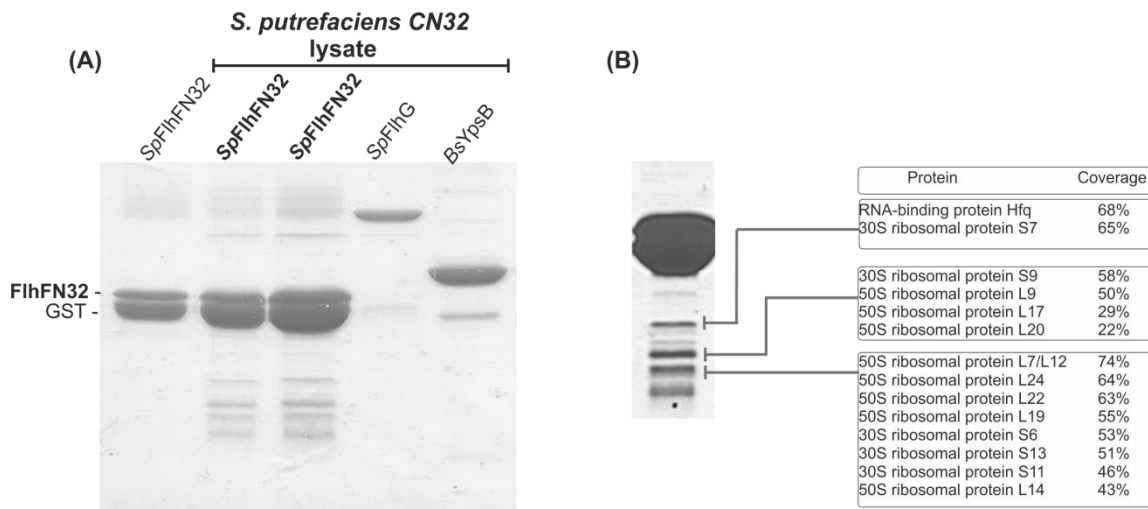 S. putrefaciens CN32
lysate
(A)
SpFlhFN32
SpFlhFN32
SpFlhFN32
SpFlhG
BsYpsB
FlhFN32 -
GST -
(B)
Protein Coverage
RNA-binding protein Hfq 68%
30S ribosomal protein S7 65%
30S ribosomal protein S9 58%
50S ribosomal protein L9 50%
50S ribosomal protein L17 29%
50S ribosomal protein L20 22%
50S ribosomal protein L7/L12 74%
50S ribosomal protein L24 64%
50S ribosomal protein L22 63%
50S ribosomal protein L19 55%
30S ribosomal protein S6 53%
30S ribosomal protein S13 51%
30S ribosomal protein S11 46%
50S ribosomal protein L14 43%